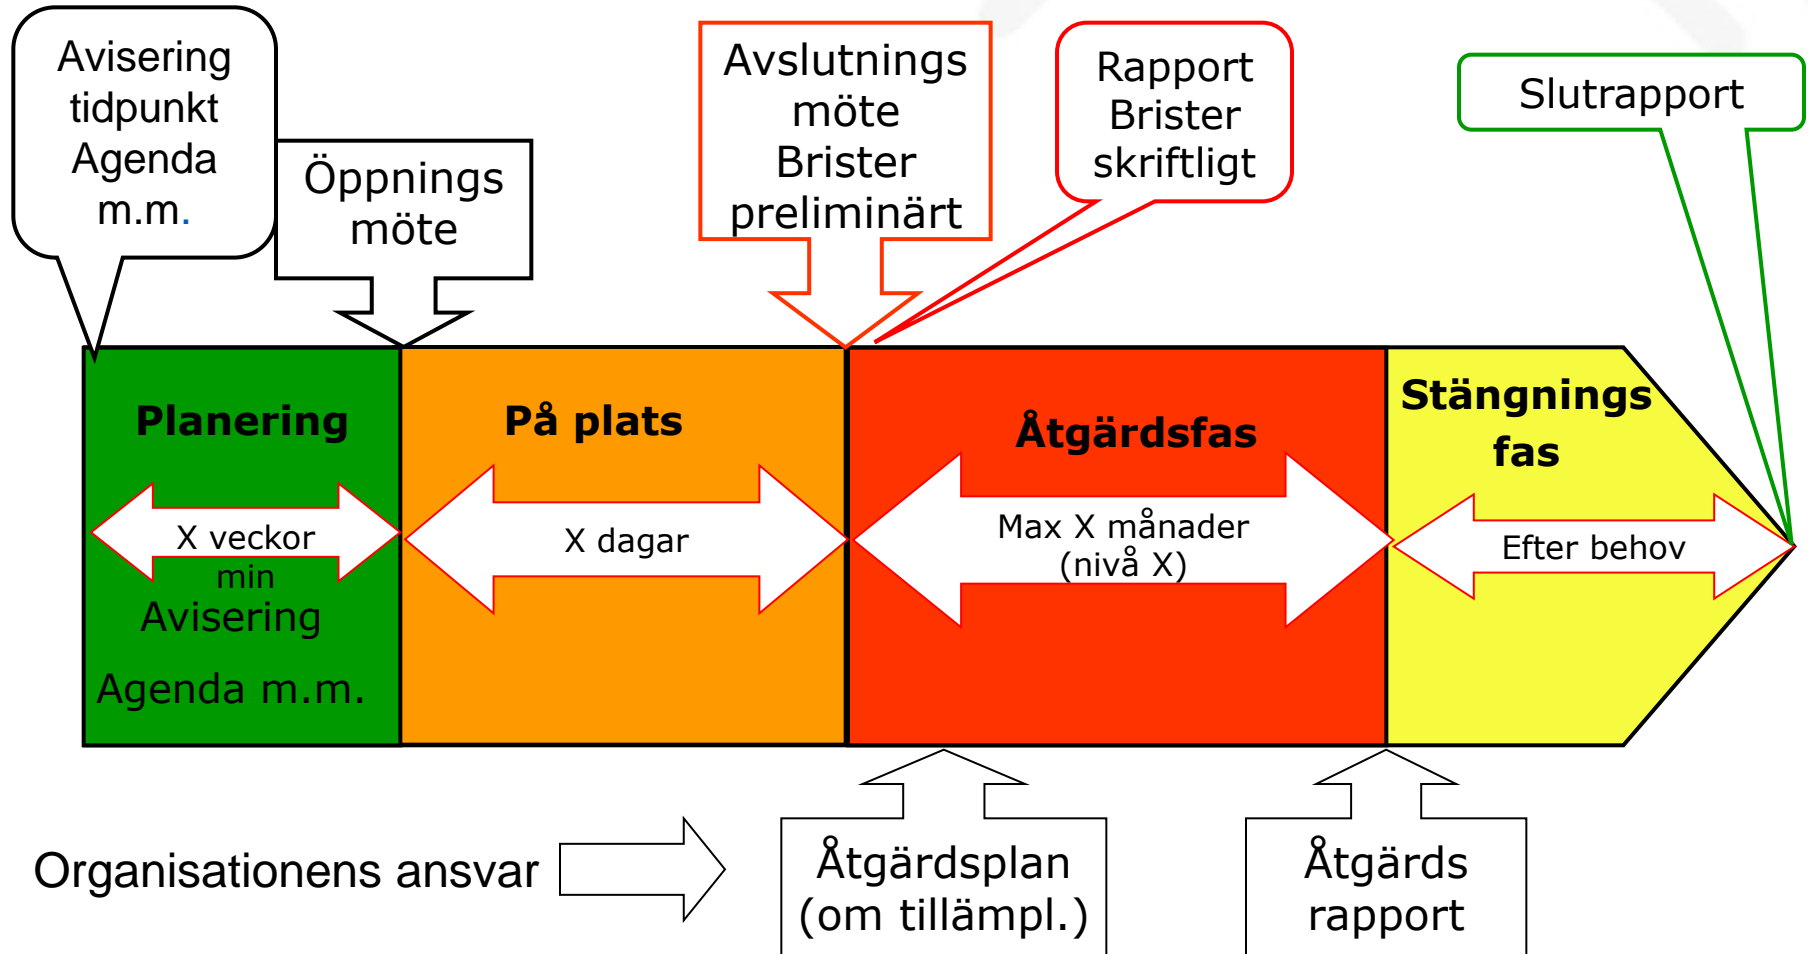 Avisering
tidpunkt
Agenda
m.m.
Öppnings
möte
Avslutnings
möte
Brister
preliminärt
Rapport
Brister
skriftligt
Slutrapport
Planering
X veckor
min
Avisering
Agenda m.m.
På plats
X dagar
Åtgärdsfas
Max X månader
(nivå X)
Stängnings
fas
Efter behov
Organisationens ansvar
Åtgärdsplan
(om tillämpl.)
Åtgärds
rapport